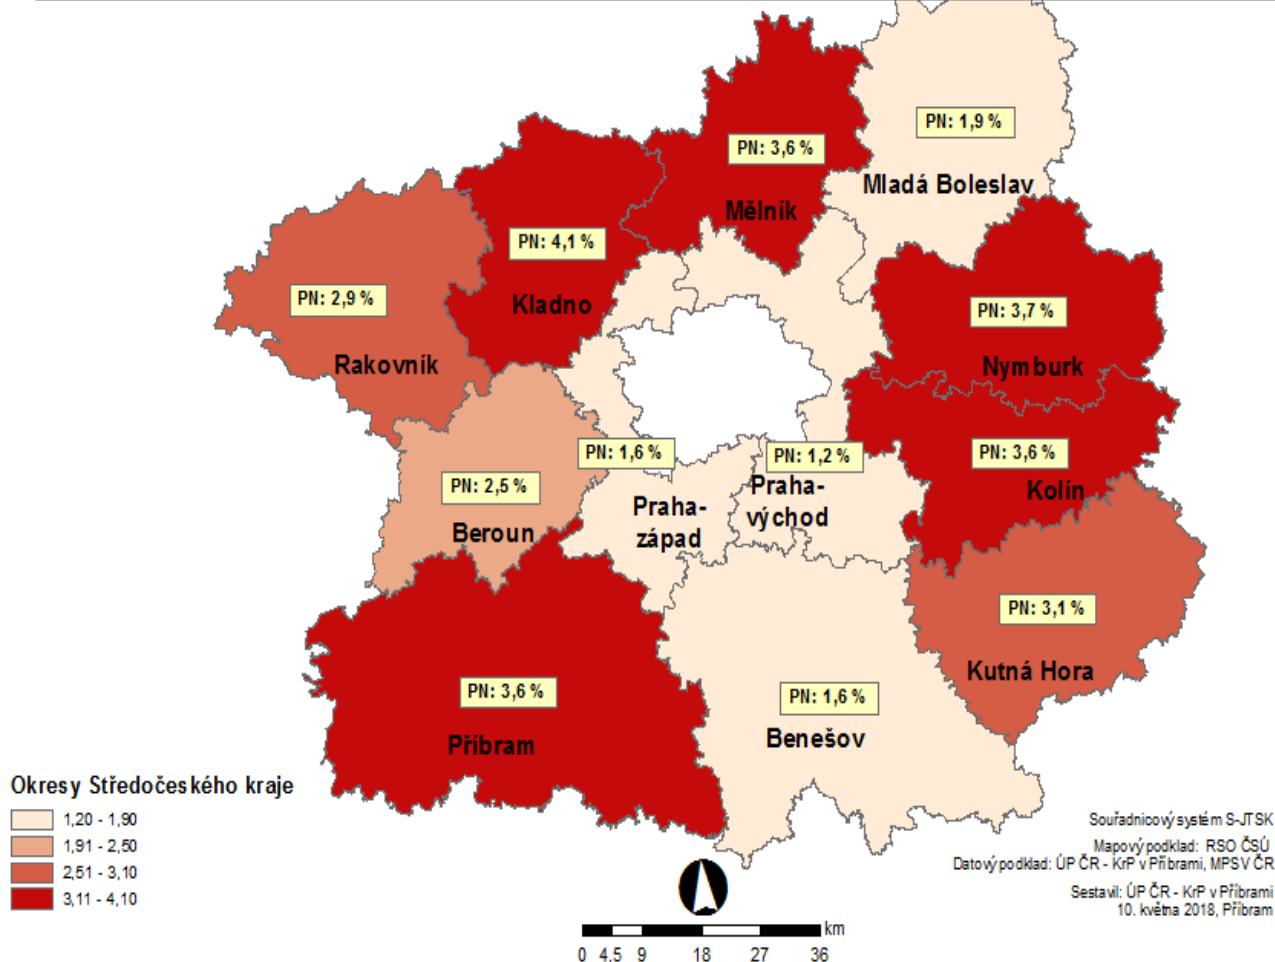 PN: 1,9 %
Mladá Boleslav
PN: 3,6 %
Mělník
PN: 4,1 %
Kladno
PN: 2,9 %
Rakovník
PN: 3,7 %
Nymburk
PN: 3,6 %
Kolín
PN: 1,6 %
Praha-
západ
PN: 1,2 %
Praha-
východ
PN: 2,5 %
Beroun
PN: 3,1 %
Kutná Hora
PN: 3,6 %
Příbram
PN: 1,6 %
Benešov
Okresy Středočeského kraje
1,20 - 1,90
1,91 - 2,50
2,51 - 3,10
3,11 - 4,10
Souřadnicový systém S-JTSK
Mapový podklad: RSO ČSÚ
Datový podklad: ÚP ČR - KrP v Příbrami, MPSV ČR
Sestavil: ÚP ČR - KrP v Příbrami
10. května 2018, Příbram
km
0 4,5 9 18 27 36